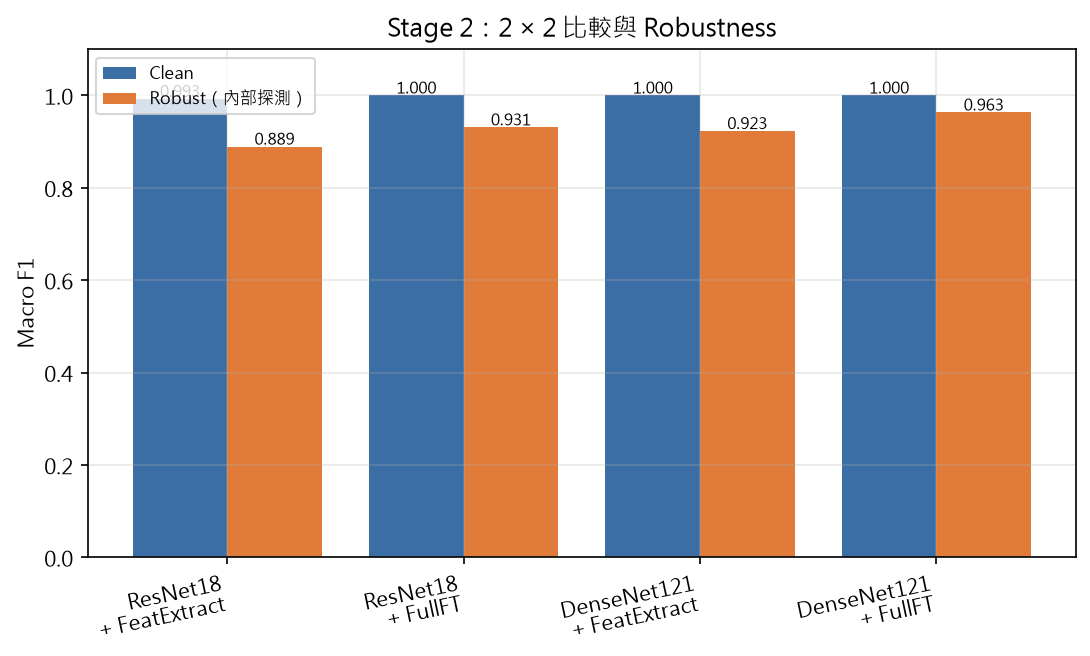 Stage 2：2 × 2 比較與 Robustness
Clean
Robust（內部探測）
Macro F1
1.0
0.8
0.6
0.4
0.2
0.0
0.993
0.889
1.000
0.931
1.000
0.923
1.000
0.963
ResNet18
+ FeatExtract
ResNet18
+ FullFT
DenseNet121
+ FeatExtract
DenseNet121
+ FullFT